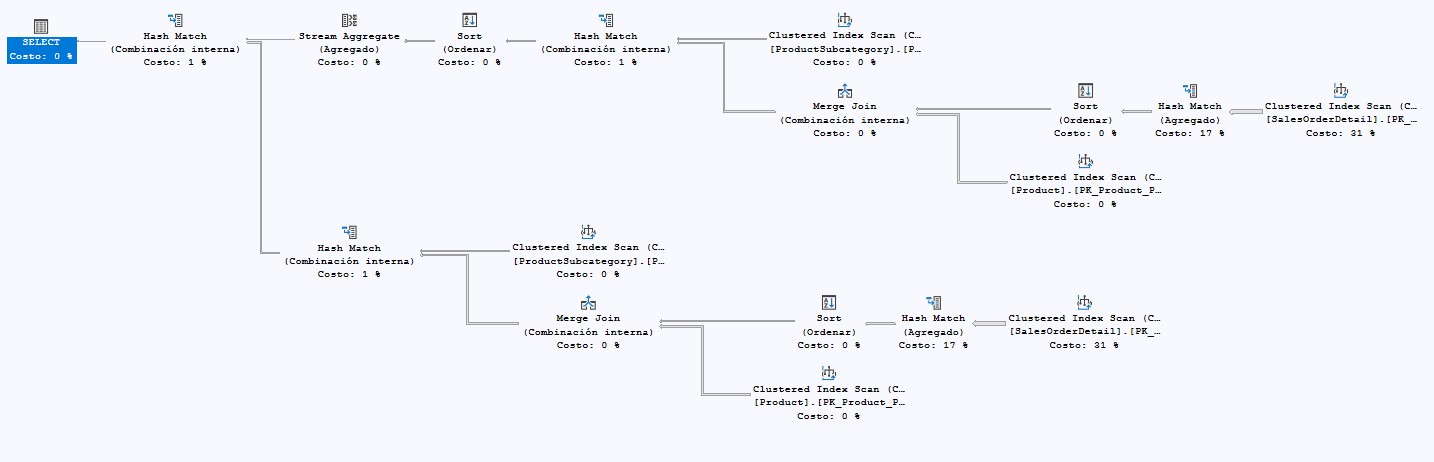 SELECT
Costo: 0 %
Hash Match
(Combinación interna)
Costo: 1 %
Stream Aggregate
(Agregado)
Costo: 0 %
Sort
(Ordenar)
Costo: 0 %
Hash Match
(Combinación interna)
Costo: 1 %
Clustered Index Scan (C…
[ProductSubcategory].[P…
Costo: 0 %
Merge Join
(Combinación interna)
Costo: 0 %
Sort
(Ordenar)
Costo: 0 %
Hash Match
(Agregado)
Costo: 17 %
Clustered Index Scan (C…
[SalesOrderDetail].[PK_…
Costo: 31 %
Clustered Index Scan (C…
[Product].[PK_Product_P…
Costo: 0 %
Hash Match
(Combinación interna)
Costo: 1 %
Clustered Index Scan (C…
[ProductSubcategory].[P…
Costo: 0 %
Merge Join
(Combinación interna)
Costo: 0 %
Sort
(Ordenar)
Costo: 0 %
Hash Match
(Agregado)
Costo: 17 %
Clustered Index Scan (C…
[SalesOrderDetail].[PK_…
Costo: 31 %
Clustered Index Scan (C…
[Product].[PK_Product_P…
Costo: 0 %